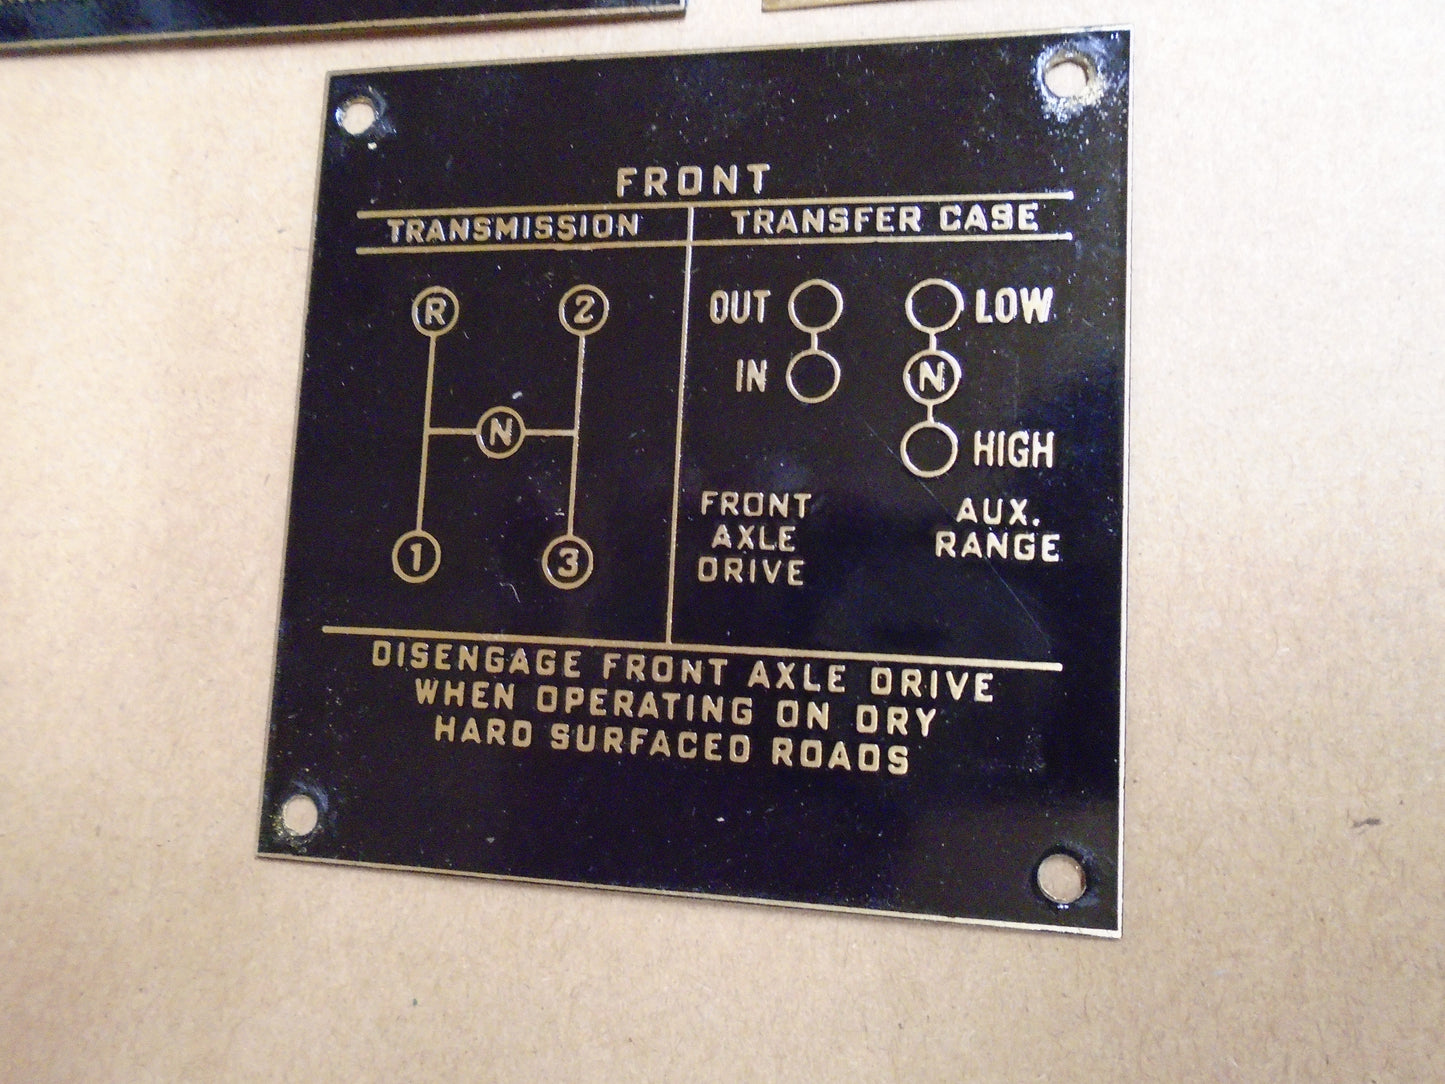 FRONT
TRANSMISSION TRANSFER CASE
R 2 OUT LOW
IN N
N HIGH
1 3
FRONT AXLE DRIVE
AUX. RANGE
DISENGAGE FRONT AXLE DRIVE
WHEN OPERATING ON DRY
HARD SURFACED ROADS